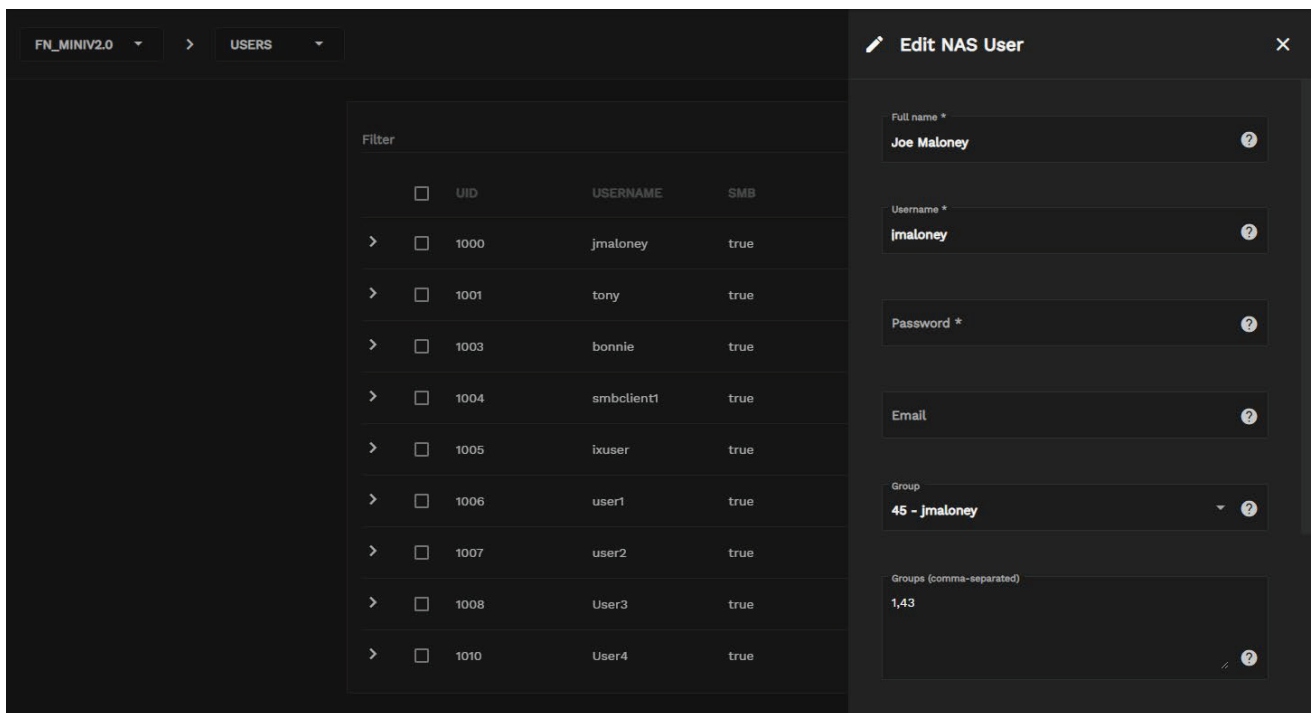 FN_MINIV2.0 > USERS
Edit NAS User
Filter
UID USERNAME SMB
1000 jmaloney true
1001 tony true
1003 bonnie true
1004 smbclient1 true
1005 ixuser true
1006 user1 true
1007 user2 true
1008 User3 true
1010 User4 true
Full name *
Joe Maloney
Username *
jmaloney
Password *
Email
Group
45 - jmaloney
Groups (comma-separated)
1,43